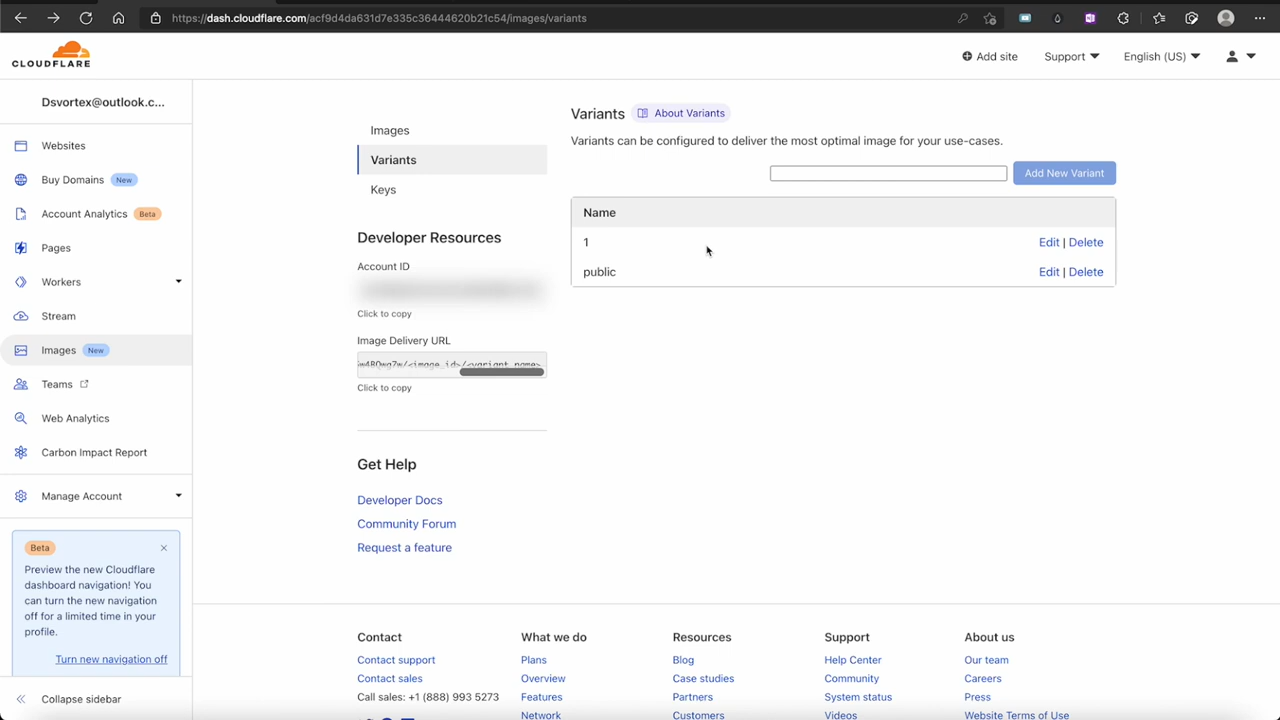 https://dash.cloudflare.com/acf9d4da631d7e335c36444620b21c54/images/variants
CLOUDFLARE
Add site
Support
English (US)
Dsvortex@outlook.c...
Websites
Buy Domains New
Account Analytics Beta
Pages
Workers
Stream
Images New
Teams
Web Analytics
Carbon Impact Report
Manage Account
Beta
Preview the new Cloudflare
dashboard navigation! You
can turn the new navigation
off for a limited time in your
profile.
Turn new navigation off
Collapse sidebar
Images
Variants
Keys
Developer Resources
Account ID
Click to copy
Image Delivery URL
/<image_id>/<variant_name>
Click to copy
Get Help
Developer Docs
Community Forum
Request a feature
Variants About Variants
Variants can be configured to deliver the most optimal image for your use-cases.
Add New Variant
Name
1 Edit | Delete
public Edit | Delete
Contact
Contact support
Contact sales
Call sales: +1 (888) 993 5273
What we do
Plans
Overview
Features
Network
Resources
Blog
Case studies
Partners
Customers
Support
Help Center
Community
System status
Videos
About us
Our team
Careers
Press
Website Terms of Use